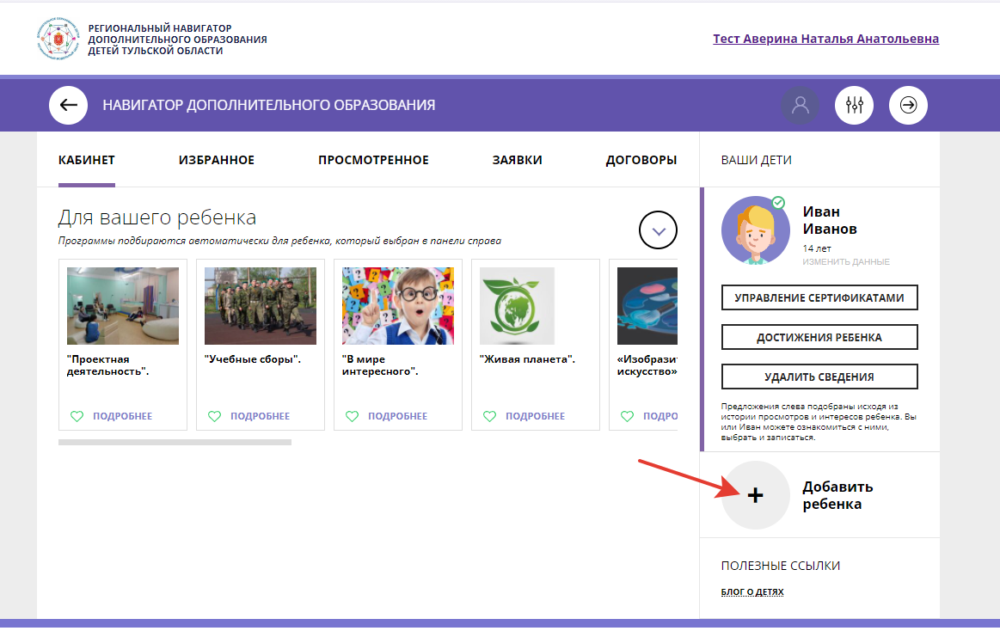 РЕГИОНАЛЬНЫЙ НАВИГАТОР
ДОПОЛНИТЕЛЬНОГО ОБРАЗОВАНИЯ
ДЕТЕЙ ТУЛЬСКОЙ ОБЛАСТИ
Тест Аверина Наталья Анатольевна
НАВИГАТОР ДОПОЛНИТЕЛЬНОГО ОБРАЗОВАНИЯ
КАБИНЕТ
ИЗБРАННОЕ
ПРОСМОТРЕННОЕ
ЗАЯВКИ
ДОГОВОРЫ
Для вашего ребенка
Программы подбираются автоматически для ребенка, который выбран в панели справа
"Проектная
деятельность".
ПОДРОБНЕЕ
"Учебные сборы".
ПОДРОБНЕЕ
"В мире
интересного".
ПОДРОБНЕЕ
"Живая планета".
ПОДРОБНЕЕ
«Изобразит
искусство»
ПОДРО
ВАШИ ДЕТИ
Иван
Иванов
14 лет
ИЗМЕНИТЬ ДАННЫЕ
УПРАВЛЕНИЕ СЕРТИФИКАТАМИ
ДОСТИЖЕНИЯ РЕБЕНКА
УДАЛИТЬ СВЕДЕНИЯ
Предложения слева подобраны исходя из
истории просмотров и интересов ребенка. Вы
или Иван можете ознакомиться с ними,
выбрать и записаться.
+
Добавить
ребенка
ПОЛЕЗНЫЕ ССЫЛКИ
БЛОГ О ДЕТЯХ